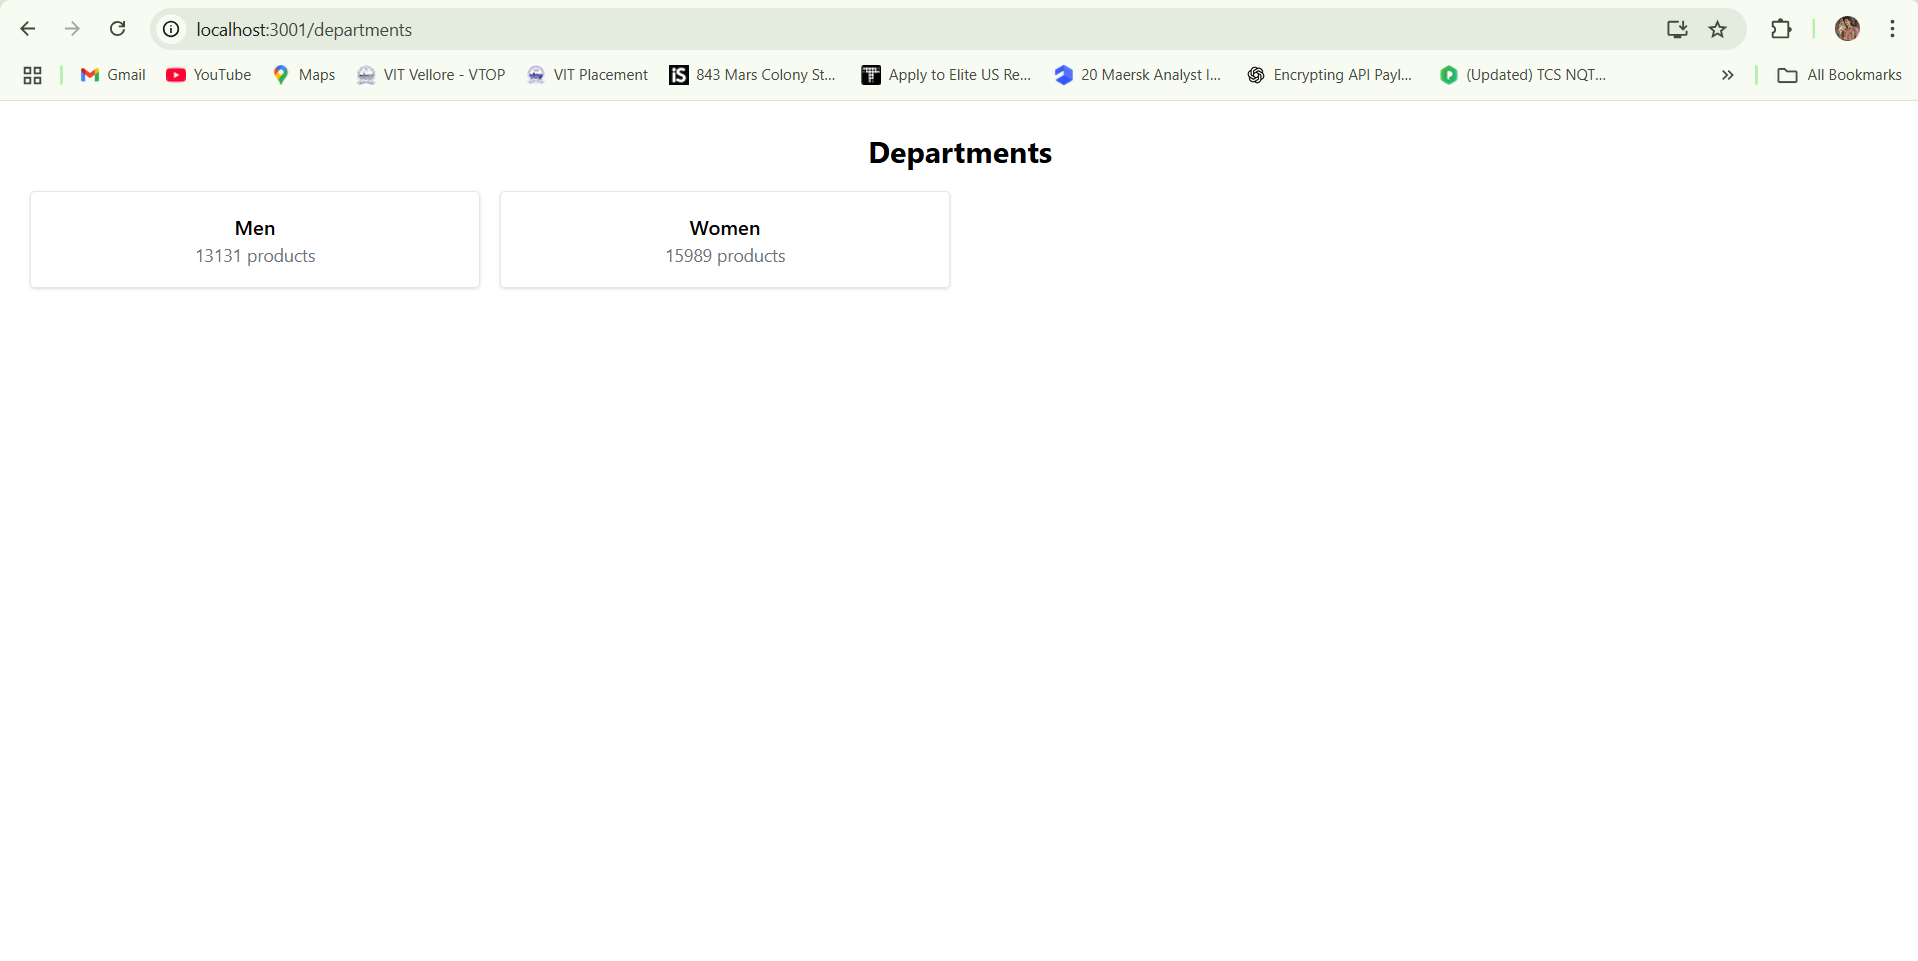 localhost:3001/departments
Gmail YouTube Maps VIT Vellore - VTOP VIT Placement iS 843 Mars Colony St... Apply to Elite US Re... 20 Maersk Analyst I... Encrypting API Payl... (Updated) TCS NQT... » All Bookmarks
Departments
Men
13131 products
Women
15989 products